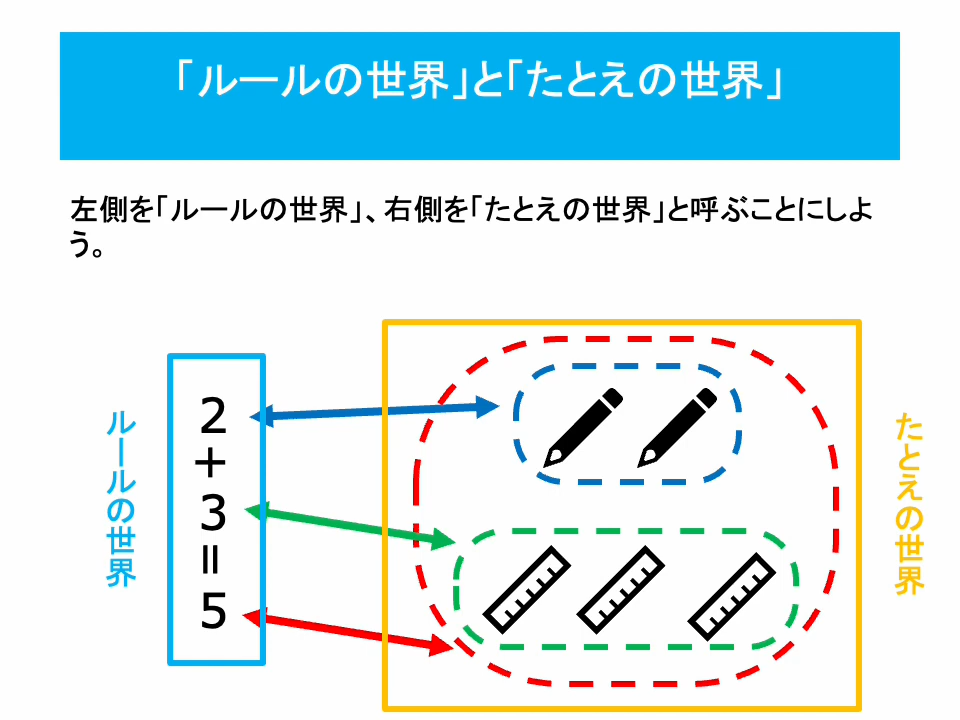 「ルールの世界」と「たとえの世界」
左側を「ルールの世界」、右側を「たとえの世界」と呼ぶことにしよ
う。
ルールの世界
2+3=5
たとえの世界